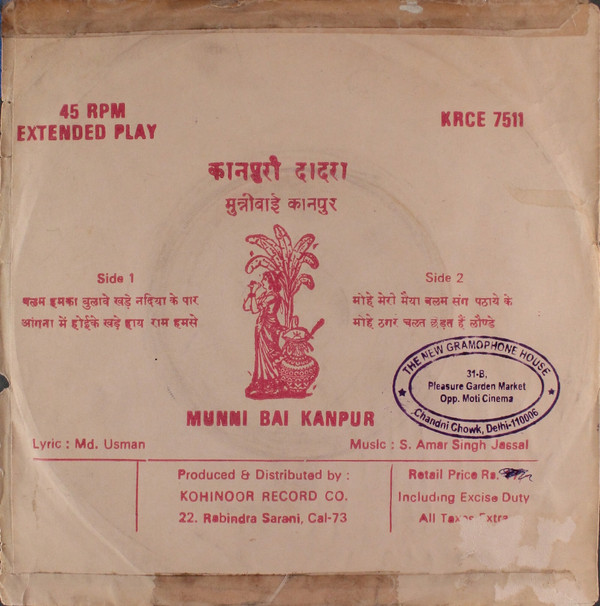 45 RPM
EXTENDED PLAY
KRCE 7511
कानपुरी दादरा
मुन्नीबाई कानपुर
Side 1
बलम हमका बुलावे खड़े नदिया के पार
आंगना में होईके खड़े हाय राम हमसे
Side 2
मोहे मेरो मैया बलम संग पठाये के
मोहे ठगरं चलत छेड़त हैं लौण्डे
THE NEW GRAMOPHONE HOUSE
31-B,
Pleasure Garden Market
Opp. Moti Cinema
Chandni Chowk, Delhi-110006
MUNNI BAI KANPUR
Lyric : Md. Usman
Music : S. Amar Singh Jassal
Produced & Distributed by :
KOHINOOR RECORD CO.
22. Rabindra Sarani, Cal-73
Retail Price Rs.
Including Excise Duty
All Taxes Extra